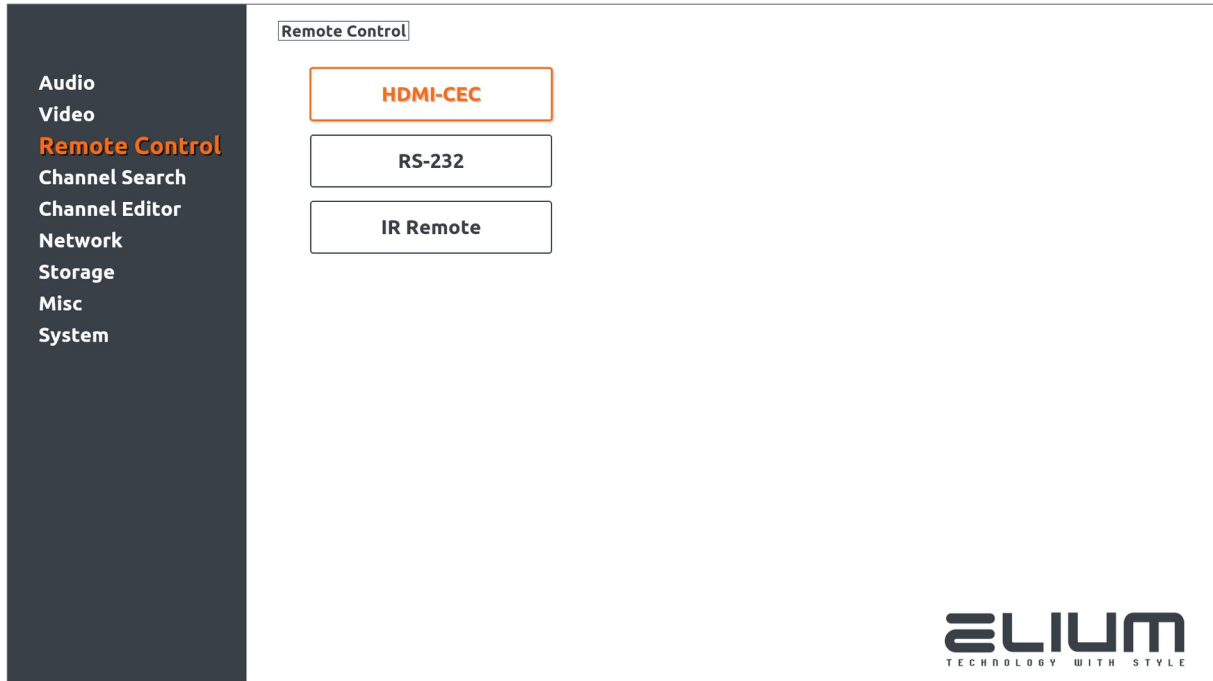 Remote Control
Audio
Video
Remote Control
Channel Search
Channel Editor
Network
Storage
Misc
System
HDMI-CEC
RS-232
IR Remote
ELIUM
TECHNOLOGY WITH STYLE